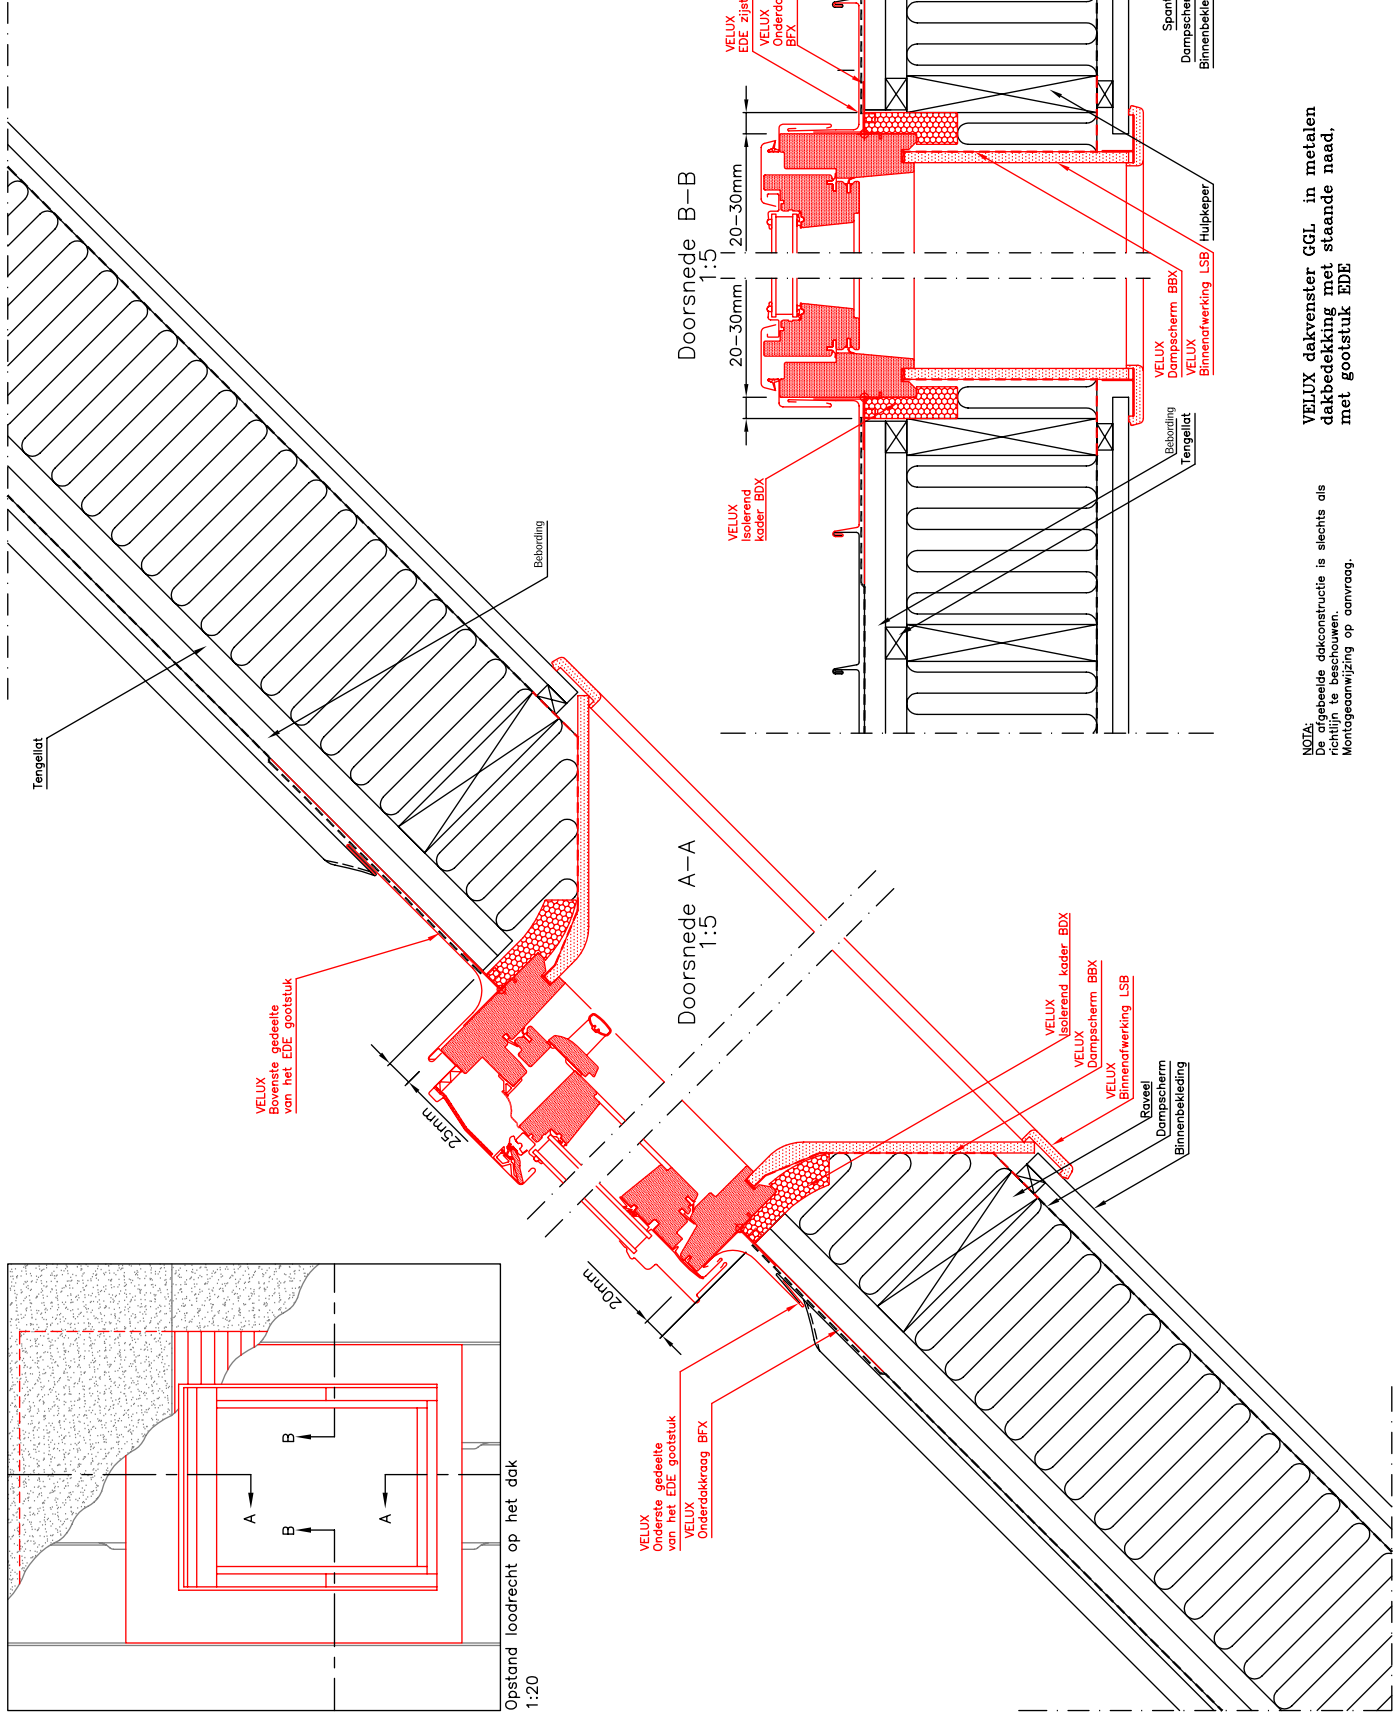 Opstand loodrecht op het dak
1:20
A
A
B
B
Tengellat
Bebording
VELUX
Bovenste gedeelte
van het EDE gootstuk
25mm
20mm
VELUX
Onderste gedeelte
van het EDE gootstuk
VELUX
Onderdakkraag BFX
Doorsnede A-A
1:5
VELUX
Isolerend kader BDX
VELUX
Dampscherm BBX
VELUX
Binnenafwerking LSB
Raveel
Dampscherm
Binnenbekleding
Doorsnede B-B
1:5
20-30mm
20-30mm
VELUX
EDE zijst
VELUX
Onderda
BFX
VELUX
Isolerend
kader BDX
Bebording
Tengellat
VELUX
Dampscherm BBX
VELUX
Binnenafwerking LSB
Hulpkeper
Spant
Dampscher
Binnenbekle
NOTA:
De afgebeelde dakconstructie is slechts als
richtlijn te beschouwen.
Montageaanwijzing op aanvraag.
VELUX dakvenster GGL in metalen
dakbedekking met staande naad,
met gootstuk EDE